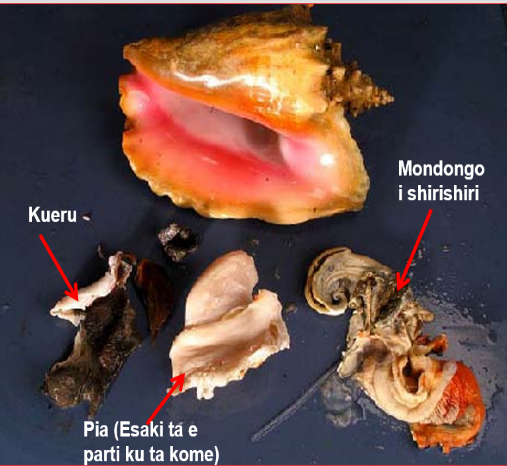 Mondongo
i shirishiri
Kueru
Pia (Esaki ta e
parti ku ta kome)